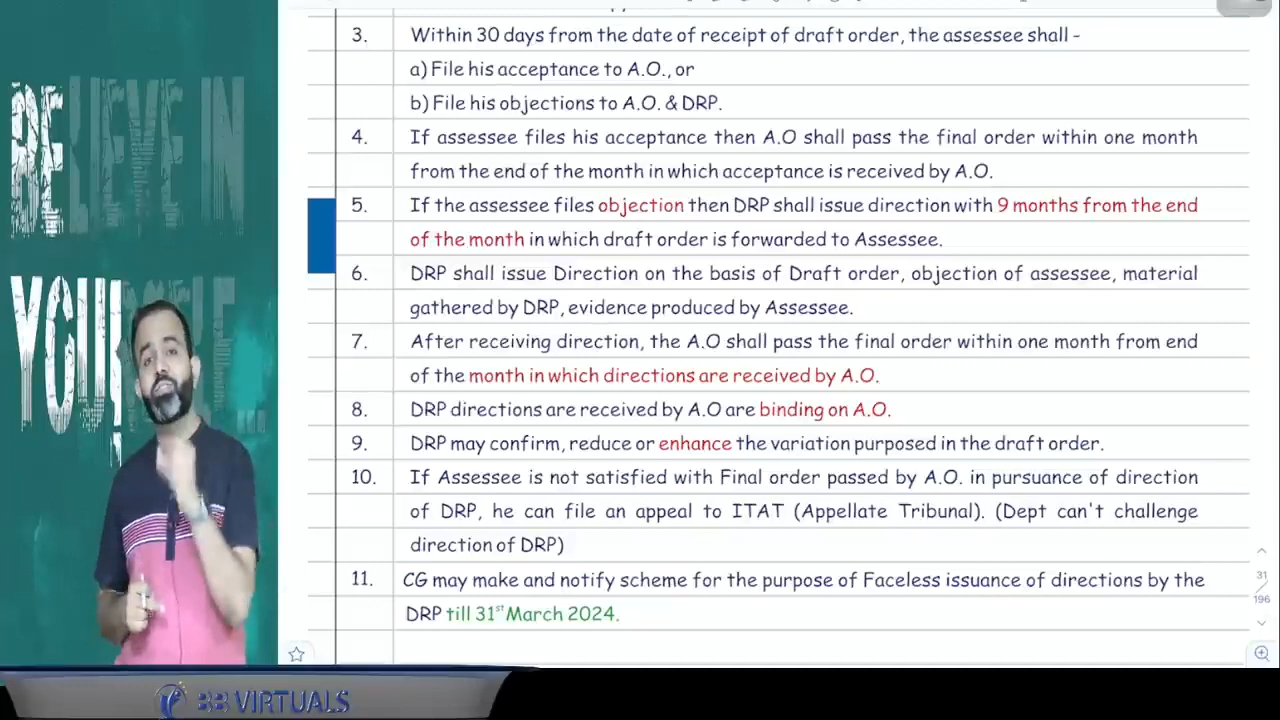 BELIEVE IN
3. Within 30 days from the date of receipt of draft order, the assessee shall -
a) File his acceptance to A.O., or
b) File his objections to A.O. & DRP.
4. If assessee files his acceptance then A.O shall pass the final order within one month
from the end of the month in which acceptance is received by A.O.
5. If the assessee files objection then DRP shall issue direction with 9 months from the end
of the month in which draft order is forwarded to Assessee.
6. DRP shall issue Direction on the basis of Draft order, objection of assessee, material
gathered by DRP, evidence produced by Assessee.
7. After receiving direction, the A.O shall pass the final order within one month from end
of the month in which directions are received by A.O.
8. DRP directions are received by A.O are binding on A.O.
9. DRP may confirm, reduce or enhance the variation purposed in the draft order.
10. If Assessee is not satisfied with Final order passed by A.O. in pursuance of direction
of DRP, he can file an appeal to ITAT (Appellate Tribunal). (Dept can't challenge
direction of DRP)
11. CG may make and notify scheme for the purpose of Faceless issuance of directions by the
DRP till 31st March 2024.
31
196
BB VIRTUALS